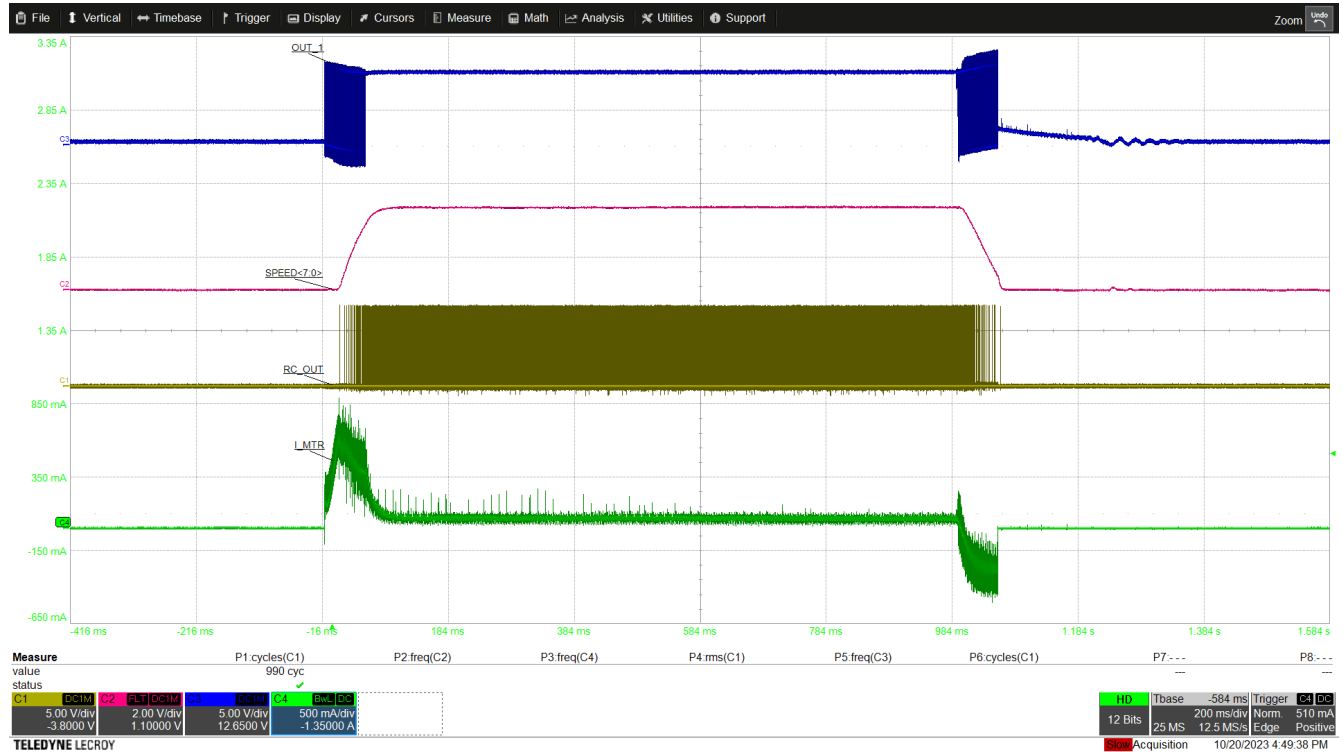 File Vertical Timebase Trigger Display Cursors Measure Math Analysis Utilities Support Zoom Undo
3.35 A
OUT_1
2.85 A
C3
2.35 A
1.85 A
SPEED<7:0>
C2
1.35 A
RC_OUT
C1
850 mA
I_MTR
350 mA
C4
-150 mA
-650 mA
-416 ms -216 ms -16 ms 184 ms 384 ms 584 ms 784 ms 984 ms 1.184 s 1.384 s 1.584 s
Measure P1:cycles(C1) P2:freq(C2) P3:freq(C4) P4:rms(C1) P5:freq(C3) P6:cycles(C1) P7:- - - P8:- - -
value 990 cyc --- ---
status
C1 DC1M C2 FLT DC1M C3 DC1M C4 BwL DC HD Tbase -584 ms Trigger C4 DC
5.00 V/div 2.00 V/div 5.00 V/div 500 mA/div 12 Bits 200 ms/div Norm. 510 mA
-3.8000 V 1.10000 V 12.6500 V -1.35000 A 25 MS 12.5 MS/s Edge Positive
TELEDYNE LECROY Slow Acquisition 10/20/2023 4:49:38 PM